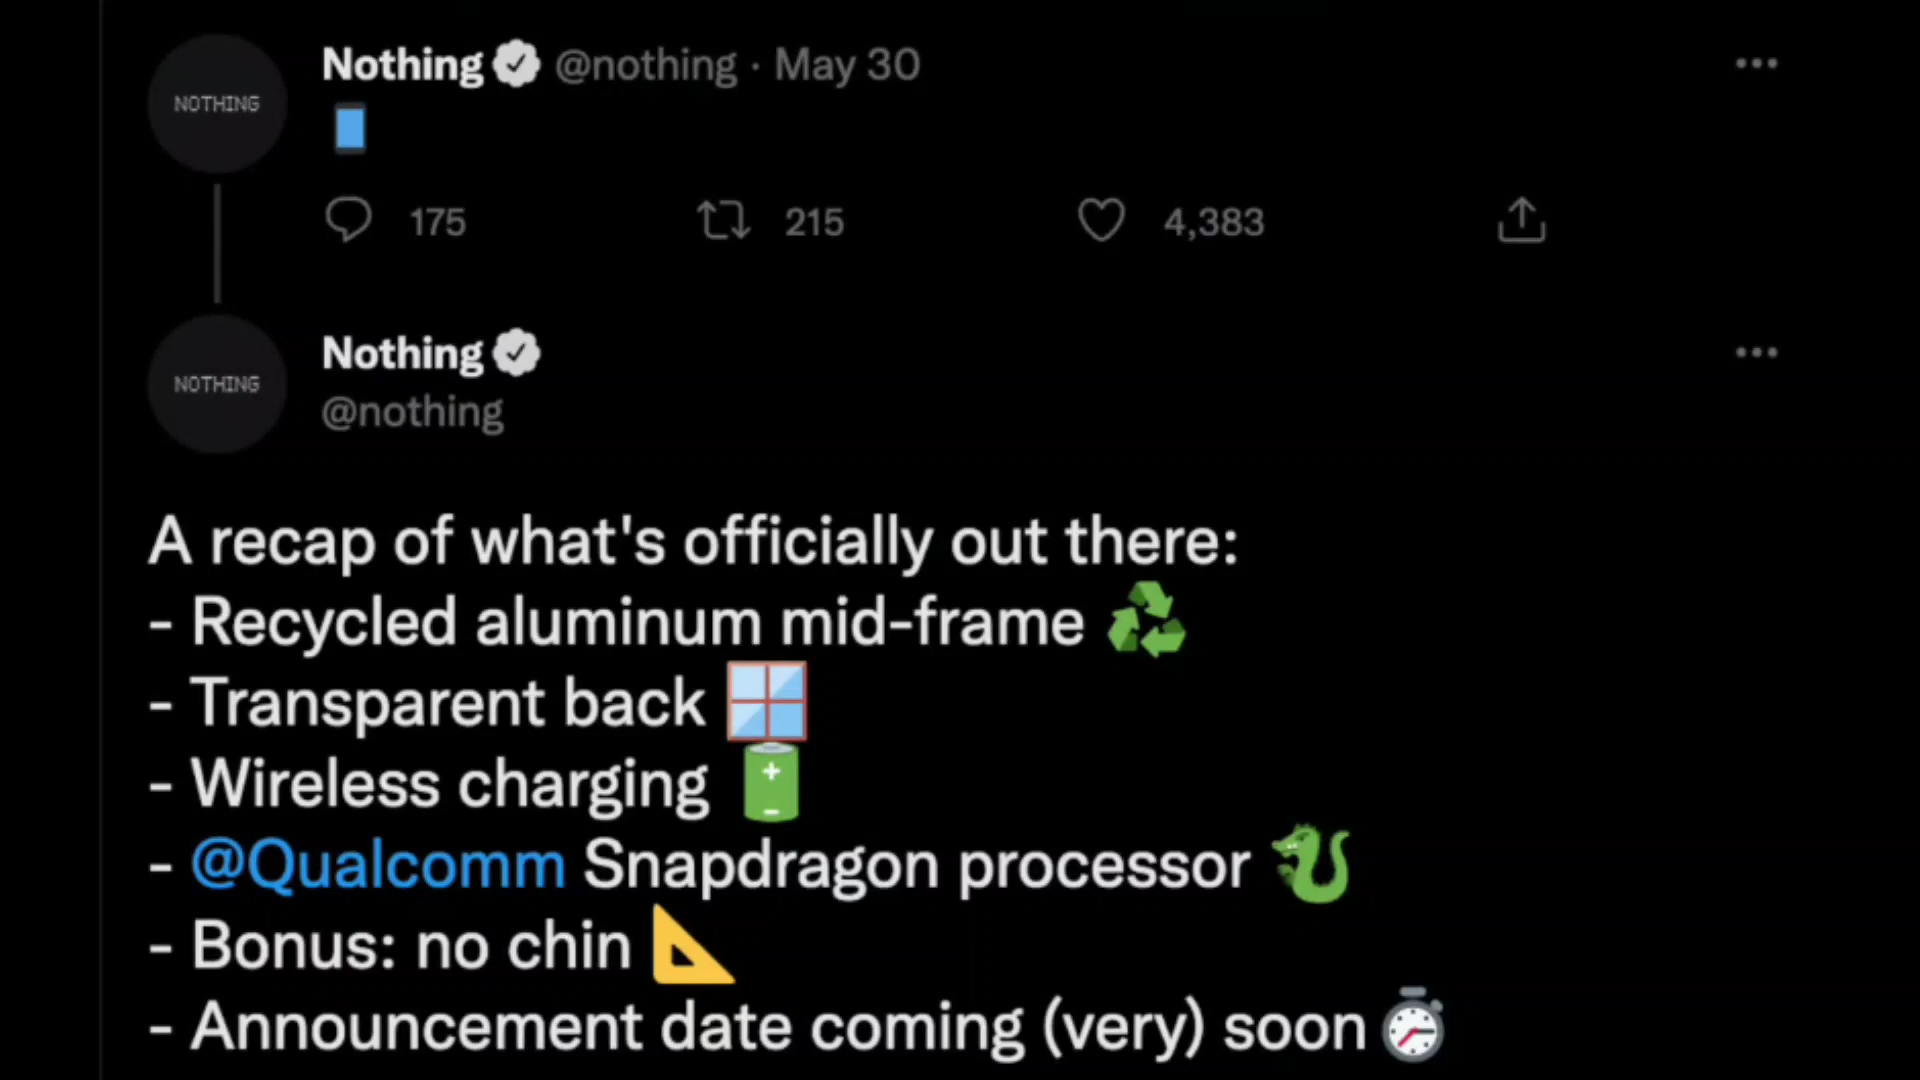 NOTHING
Nothing @nothing · May 30
175 215 4,383
NOTHING
Nothing
@nothing
A recap of what's officially out there:
- Recycled aluminum mid-frame
- Transparent back
- Wireless charging
- @Qualcomm Snapdragon processor
- Bonus: no chin
- Announcement date coming (very) soon